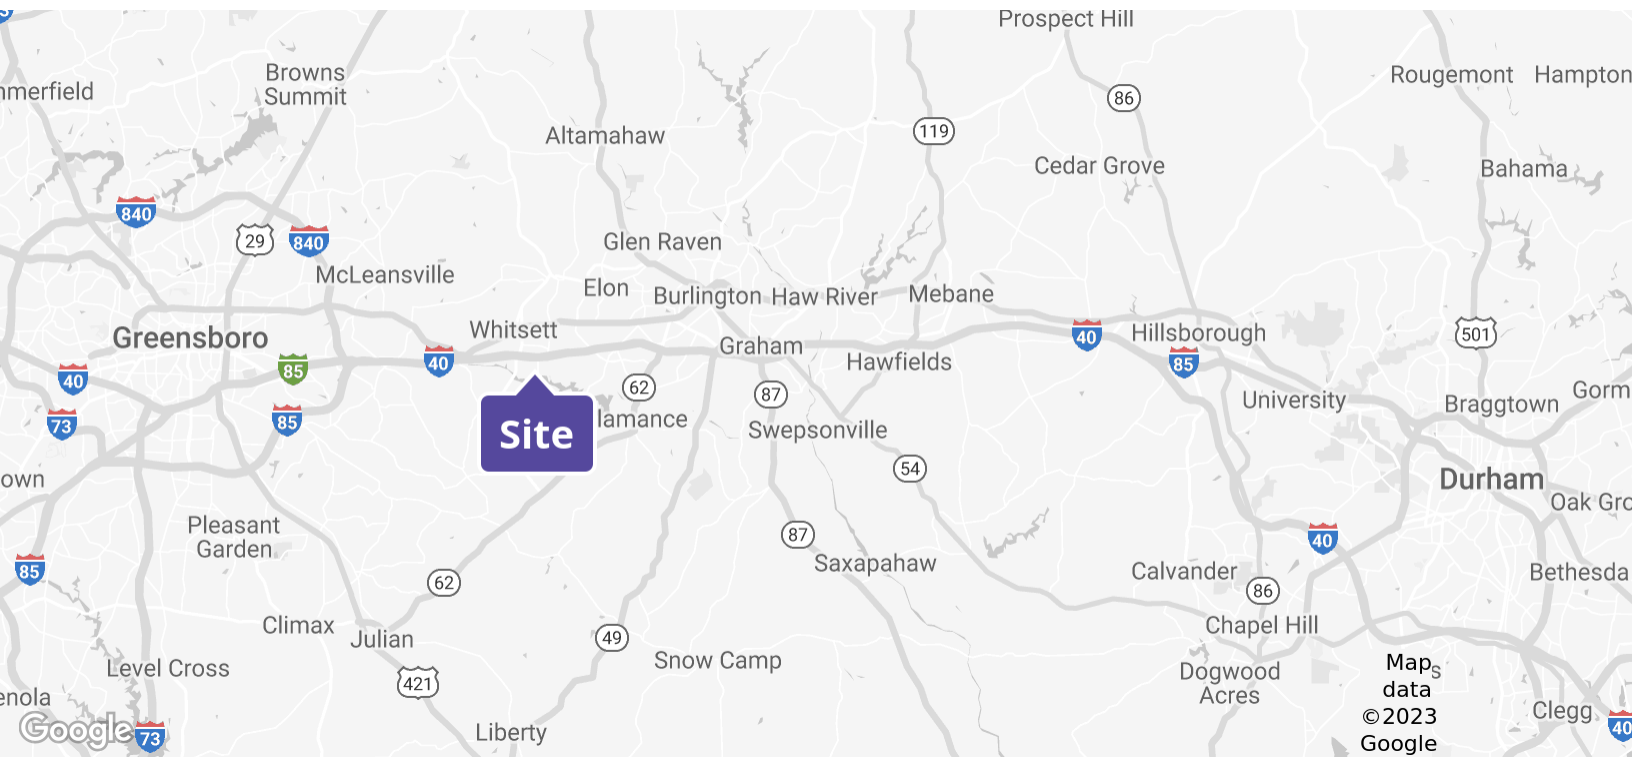 Prospect Hill
Rougemont
Hampton
Browns
Summit
mmerfield
86
119
Altamahaw
Cedar Grove
Bahama
840
29
840
Glen Raven
McLeansville
Elon
Burlington
Haw River
Mebane
Whitsett
Greensboro
Graham
40
Hillsborough
501
40
85
Hawfields
85
40
62
87
University
Braggtown
Gorm
73
85
lamance
Swepsonville
Site
54
Durham
own
Oak Gro
Pleasant
Garden
87
40
85
62
Saxapahaw
Calvander
86
Bethesda
Climax
Julian
49
Chapel Hill
Level Cross
Snow Camp
Dogwood
Acres
421
enola
Liberty
Clegg
Google
73
40
Map
data
©2023
Google
s